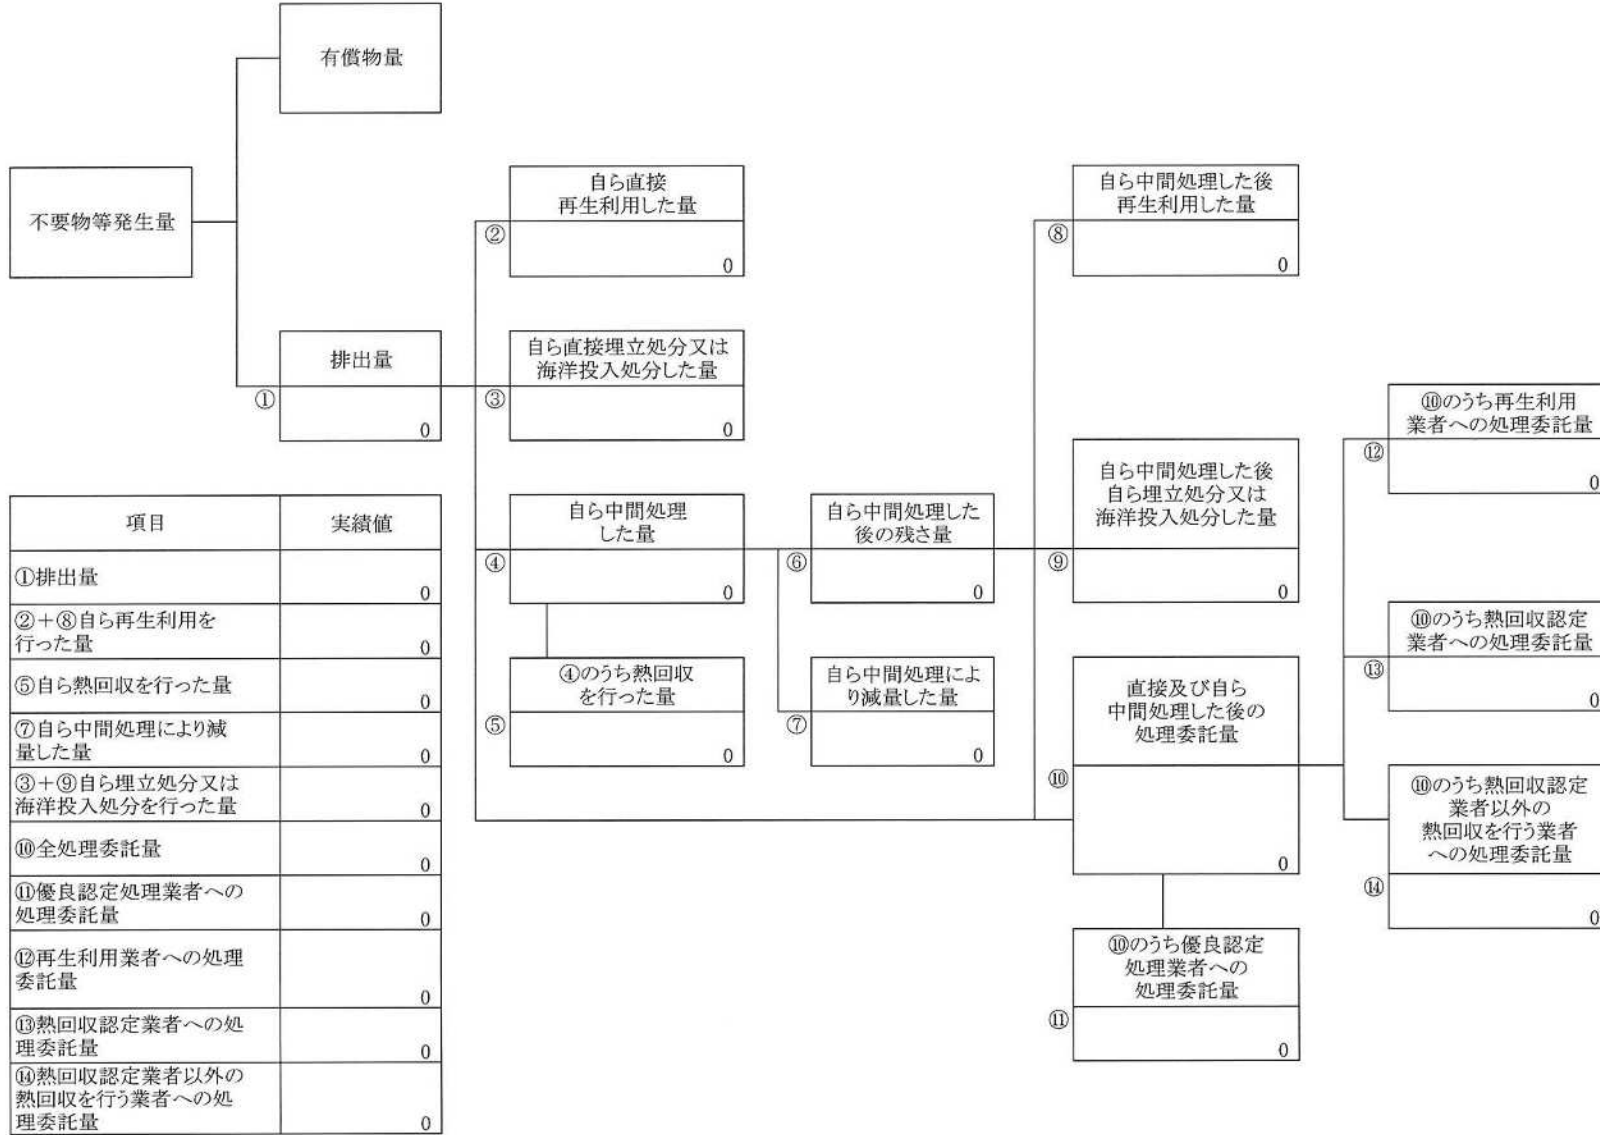 有償物量
不要物等発生量
排出量
①
0
自ら直接
再生利用した量
②
0
自ら直接埋立処分又は
海洋投入処分した量
③
0
自ら中間処理
した量
④
0
④のうち熱回収
を行った量
⑤
0
自ら中間処理した
後の残さ量
⑥
0
自ら中間処理によ
り減量した量
⑦
0
自ら中間処理した後
再生利用した量
⑧
0
自ら中間処理した後
自ら埋立処分又は
海洋投入処分した量
⑨
0
直接及び自ら
中間処理した後の
処理委託量
⑩
0
⑩のうち優良認定
処理業者への
処理委託量
⑪
0
⑩のうち再生利用
業者への処理委託量
⑫
0
⑩のうち熱回収認定
業者への処理委託量
⑬
0
⑩のうち熱回収認定
業者以外の
熱回収を行う業者
への処理委託量
⑭
0
項目 実績値
①排出量
0
②+⑧自ら再生利用を
行った量
0
⑤自ら熱回収を行った量
0
⑦自ら中間処理により減
量した量
0
③+⑨自ら埋立処分又は
海洋投入処分を行った量
0
⑩全処理委託量
0
⑪優良認定処理業者への
処理委託量
0
⑫再生利用業者への処理
委託量
0
⑬熱回収認定業者への処
理委託量
0
⑭熱回収認定業者以外の
熱回収を行う業者への処
理委託量
0